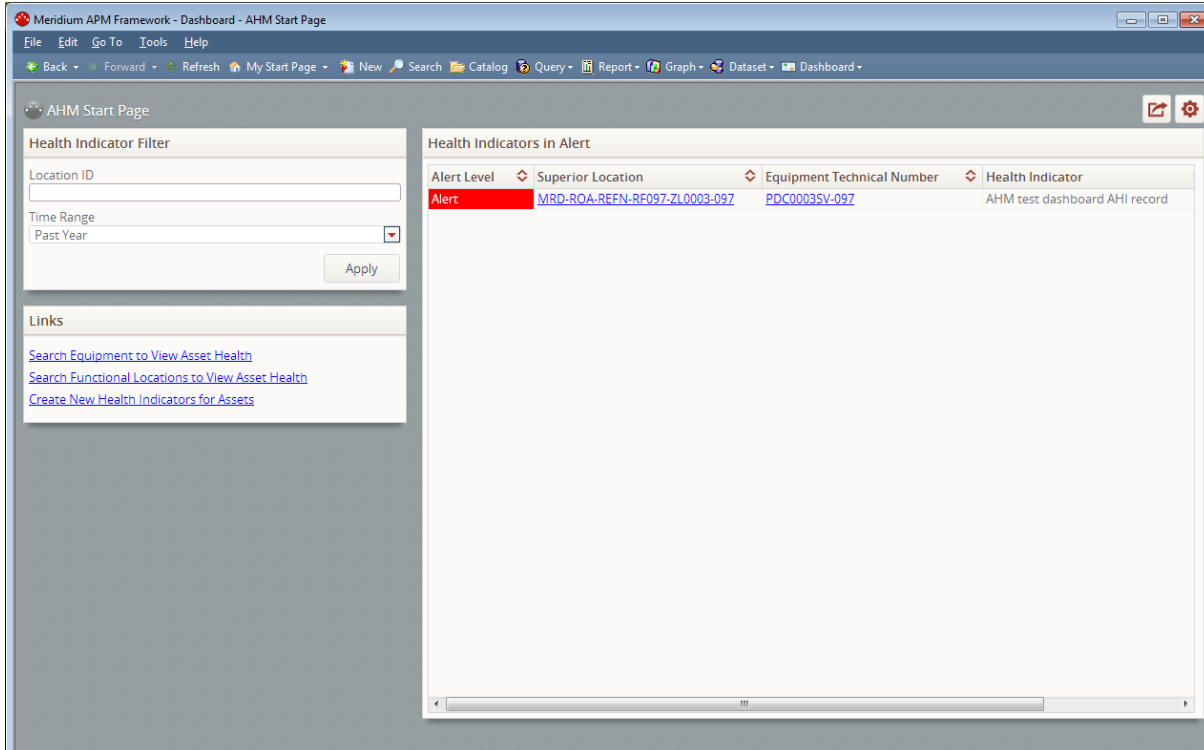 Meridium APM Framework - Dashboard - AHM Start Page
File Edit Go To Tools Help
Back Forward Refresh My Start Page New Search Catalog Query Report Graph Dataset Dashboard
AHM Start Page
Health Indicator Filter
Location ID
Time Range
Past Year
Apply
Links
Search Equipment to View Asset Health
Search Functional Locations to View Asset Health
Create New Health Indicators for Assets
Health Indicators in Alert
Alert Level Superior Location Equipment Technical Number Health Indicator
Alert MRD-ROA-REFN-RF097-ZL0003-097 PDC0003SV-097 AHM test dashboard AHI record